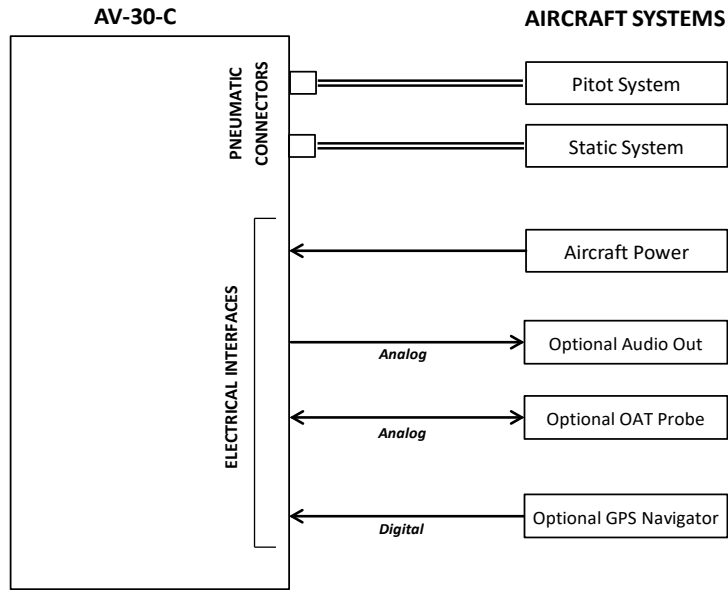 AV-30-C
AIRCRAFT SYSTEMS
PNEUMATIC
CONNECTORS
Pitot System
Static System
ELECTRICAL INTERFACES
Aircraft Power
Analog
Optional Audio Out
Analog
Optional OAT Probe
Digital
Optional GPS Navigator